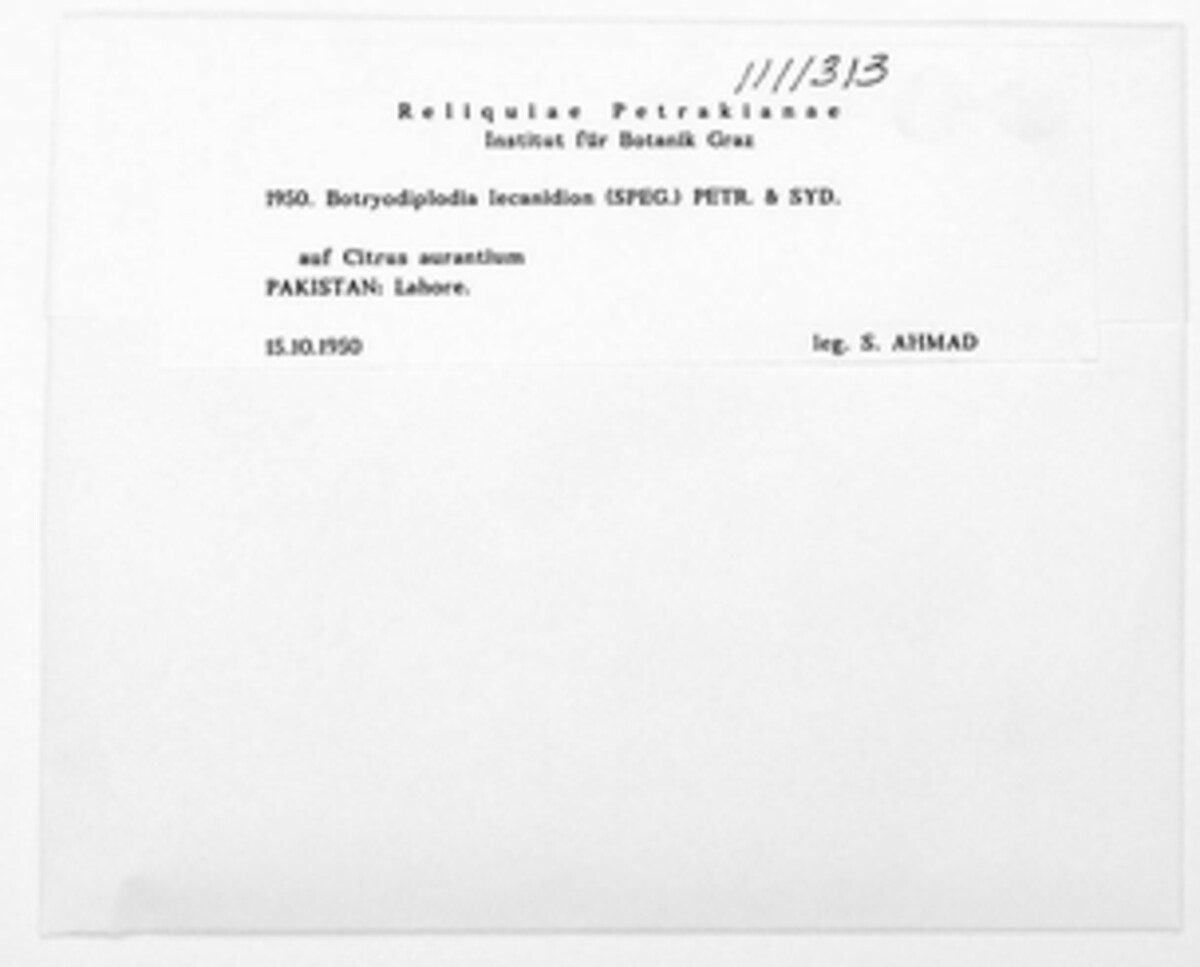 1111313
Reliquiae Petrakianae
Institut für Botanik Graz
1950. Botryodiplodia lecanidion (SPEG.) PETR. & SYD.
auf Citrus aurantium
PAKISTAN: Lahore.
15.10.1950 leg. S. AHMAD